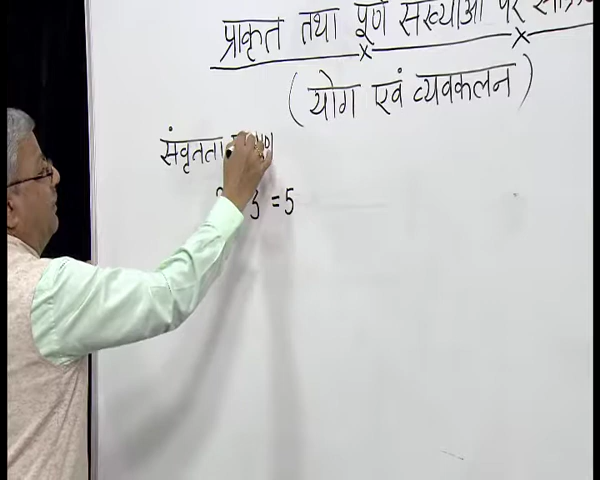 प्राकृत तथा पूर्ण संख्याओं पर
(योग एवं व्यवकलन)
संवृतता
3 = 5